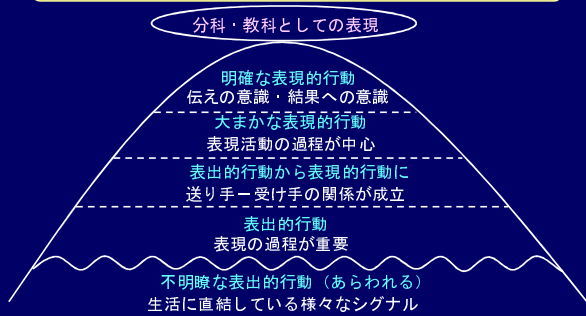 分科・教科としての表現
明確な表現的行動
伝えの意識・結果への意識
大まかな表現的行動
表現活動の過程が中心
表出的行動から表現的行動に
送り手ー受け手の関係が成立
表出的行動
表現の過程が重要
不明瞭な表出的行動（あらわれる）
生活に直結している様々なシグナル